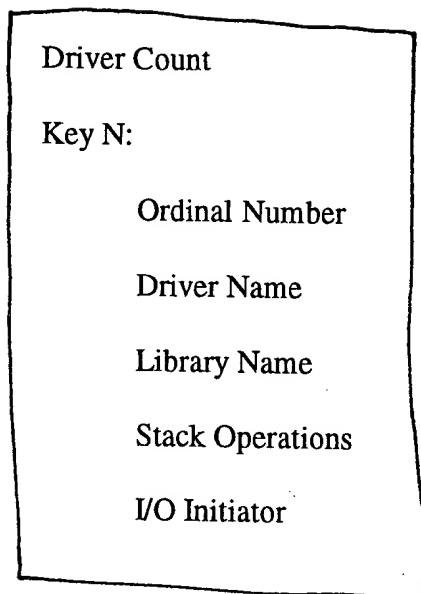 Driver Count
Key N:
Ordinal Number
Driver Name
Library Name
Stack Operations
I/O Initiator